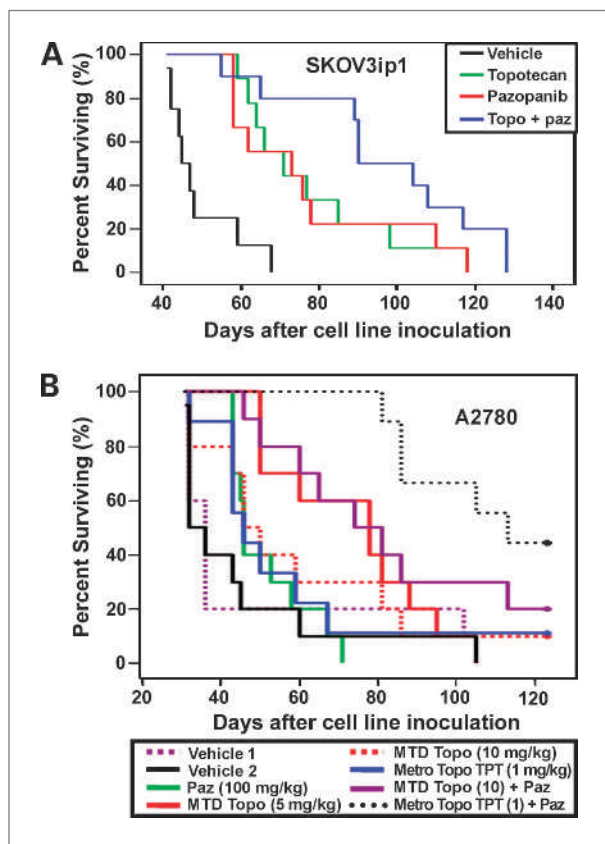 A
SKOV3ip1
Vehicle
Topotecan
Pazopanib
Topo + paz
Percent Surviving (%)
100
80
60
40
20
0
40 60 80 100 120 140
Days after cell line inoculation
B
A2780
Percent Surviving (%)
100
80
60
40
20
0
20 40 60 80 100 120
Days after cell line inoculation
Vehicle 1 MTD Topo (10 mg/kg)
Vehicle 2 Metro Topo TPT (1 mg/kg)
Paz (100 mg/kg) MTD Topo (10) + Paz
MTD Topo (5 mg/kg) Metro Topo TPT (1) + Paz